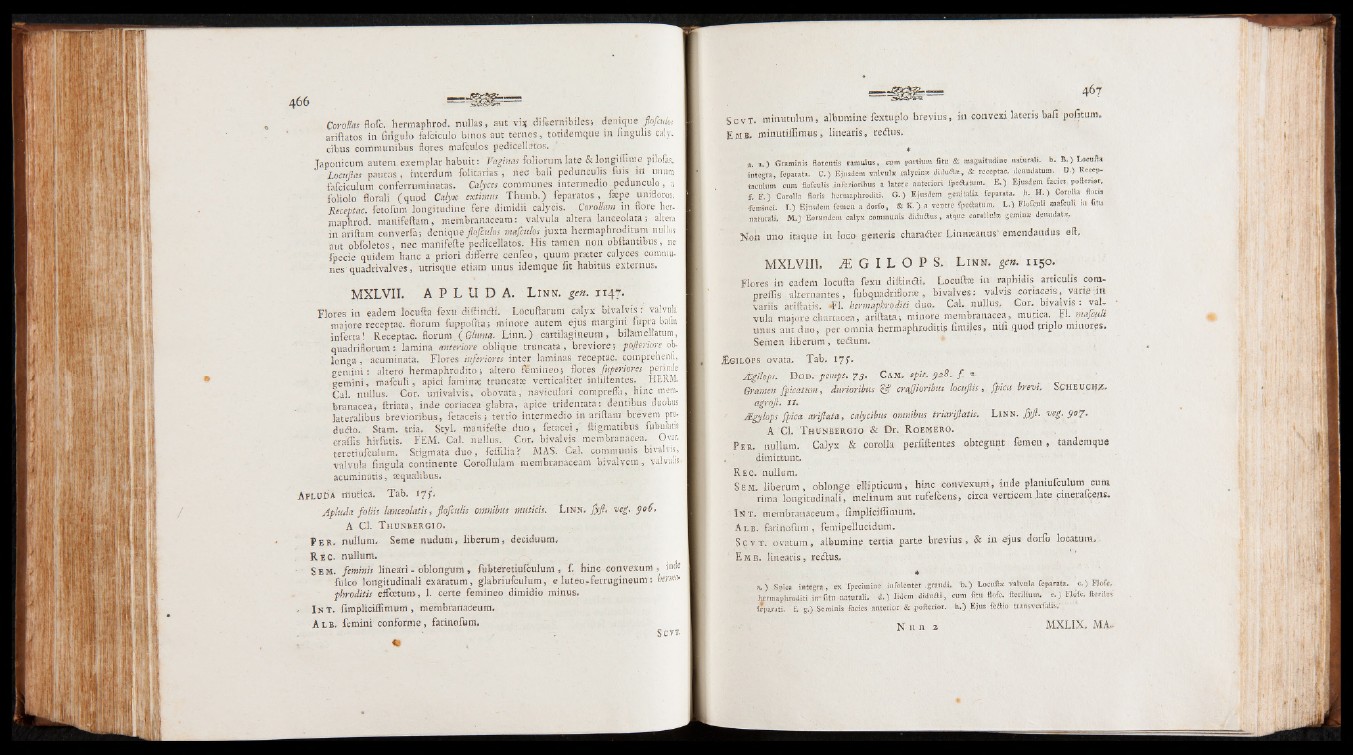 466
Corollas flosc. hermaphrod. nullas, aut vix discernibiles; denique flosculos
aristatos in singulo fasciculo binos aut ternos, totidemque in singulis caly-
cibus communibus flores masculos pedicellatos.
Japonicum autem exemplar habuit: Vaginas foliorum late & longissime pilosas.
Locustas paucas, interdum solitarias, nec basi pedunculis suis in unum
fasciculum conferruminatas. Calyces communes intermedio pedunculo, a
foliolo florali (quod Calyx extimus Thunb.) separatos, sæpe unifloros.
Receptac. setosum longitudine fere dimidii calycis. Corollam in flore her-
maphrod. manifestam, membranaceam: valvula altera lanceolata; altera
in aristam conversa; denique flosculos masculos juxta hermaphroditum nullos
aut obsoletos, nec manifeste pedicellatos. His tamen non obstantibus, ne
specie quidem hanc a priori differre censeo, quum præter calyces commu-
nes quadrivalves, utrisque etiam unus idemque sit habitus externus.
MXLVII. APLUDA. LINN. gen. 1147.
Flores in eadem locusta sexu distincti. Locustarum calyx bivalvis: valvula
majore receptac. florum supposita; minore autem ejus margini supra basin
inserta! Receptac. florum (Gluma. Linn.) cartilagineum, bilamellatum,
quadriflorum: lamina anteriore oblique truncata, breviore; posteriore ob-
longa, acuminata. Flores inferiores inter laminas receptac. comprehensi,
gemini: altero hermaphrodito; altero femineo; flores superiores perinde
gemini, masculi, apici laminæ truncatæ verticaliter insistentes. HERM.
Cal. nullus. Cor. univalvis, obovata, naviculari compressa, hinc mem-
branacea, striata, inde coriacea glabra, apice tridentata: dentibus duobus
lateralibus brevioribus, setaceis; tertio intermedio in aristam brevem pro-
ducto. Stam. tria. Styl. manifeste duo, setacei, stigmatibus subulatis
crassis hirsutis. FEM. Cal. nullus. Cor. bivalvis membranacea. Ovar.
teretiusculum. Stigmata duo, sessilia? MAS. Cal. communis bivalvis,
valvula singula continente Corollulam membranaceam bivalvem, valvulis
acuminatis, æqualibus.
APLUDA mutica. Tab. 175.
Apluda foliis lanceolatis, flosculis omnibus muticis. LINN. syst. veg. 906.
A Cl. THUNBERGIO.
PER. nullum. Seme nudum, liberum, deciduum.
REC. nullum.
SEM. feminis lineari-oblongum, subteretiusculum, s. hinc convexum, inde
sulco longitudinali exaratum, glabriusculum, e luteo-ferrugineum: herma-
phroditis effœtum, l. certe femineo dimidio minus.
INT. simplicissimum, membranaceum.
ALB. semini conforme, farinosum.
SCVT.
467
SCVT. minutulum, albumine sextuplo brevius, in convexi lateris basi positum.
EMB. minutissimus, linearis, rectus.
*
a. a.) Graminis florentis ramulus, cum partium situ & magnitudine naturali. b. B.) Locusta
integra, separata. C.) Ejusdem valvulæ calycinæ diductæ, & receptac. denudatum. D.) Recep-
taculum cum flosculis inferioribus a latere anteriori spectatum. E.) Ejusdem facies posterior.
f. F.) Corolla floris hermaphroditi. G.) Ejusdem genitalia separata. h. H.) Corolla floris
feminei. I.) Ejusdem semen a dorso, & K.) a ventre spectatum. L.) Flosculi masculi in situ
naturali. M.) Eorundem calyx communis diductus, atque corollulæ geminæ denudatæ.
Non uno itaque in loco generis character Linnæanus emendandus est.
MXLVIII. ÆGILOPS. LINN. gen. 1150.
Flores in eadem locusta sexu distincti. Locustæ in raphidis articulis com-
pressis alternantes, subquadrifloræ, bivalves: valvis coriaceis, varie in
variis aristatis. Fl. hermaphroditi duo. Cal. nullus. Cor. bivalvis: val-
vula majore chartacea, aristata; minore membranacea, mutica. Fl. masculi
unus aut duo, per omnia hermaphroditis similes, nisi quod triplo minores.
Semen liberum, tectum.
ÆGILOPS ovata. Tab. 175.
Ægilops. DOD. pempt. 73. CAM. epit. 928. f. 2
Gramen spicatum, durioribus & crassioribus locustis, spica brevi. SCHEUCHZ.
agrost. 11.
Ægylops spica aristata, calycibus omnibus triaristatis. LINN. syst. veg. 907.
A Cl. THUNBERGIO & Dr. ROEMERO.
PER. nullum. Calyx & corolla persistentes obtegunt semen, tandemque
dimittunt.
REC. nullum.
SEM. liberum, oblonge ellipticum, hinc convexum, inde planiusculum cum
rima longitudinali, melinum aut rufescens, circa verticem late cinerascens.
INT. membranaceum, simplicissimum.
ALB. farinosum, semipellucidum.
SCVT. ovatum, albumine tertia parte brevius, & in ejus dorso locatum.
EMB. linearis, rectus.
*
a.) Spica integra, ex specimine insolenter grandi. b.) Locustæ valvula separata. c.) Flosc.
hermaphroditi in situ naturali. d.) Iidem diducti, cum situ flosc. sterilium. e.) Flosc. steriles
separati. f. g.) Seminis facies anterior & posterior. h.) Ejus sectio transversalis.
Nnn 2
MXLIX. MA-